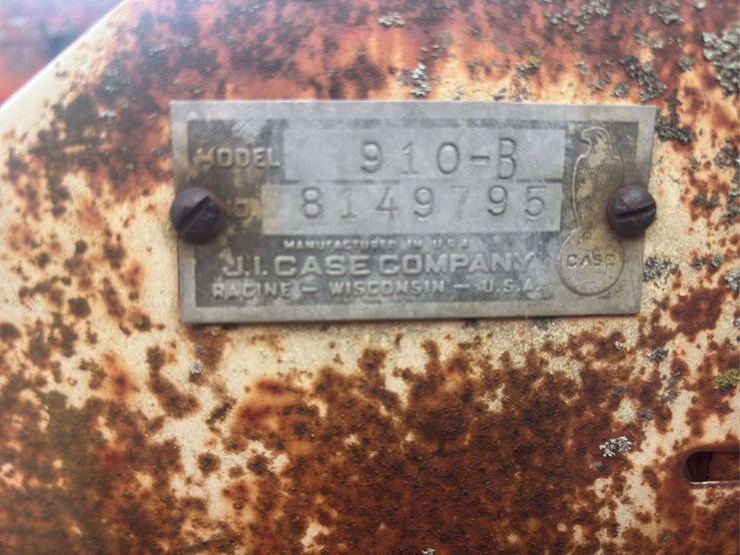 MODEL 910-B
NO. 8149795
MANUFACTURED IN U.S.A.
J.I. CASE COMPANY
RACINE - WISCONSIN - U.S.A.
CASE